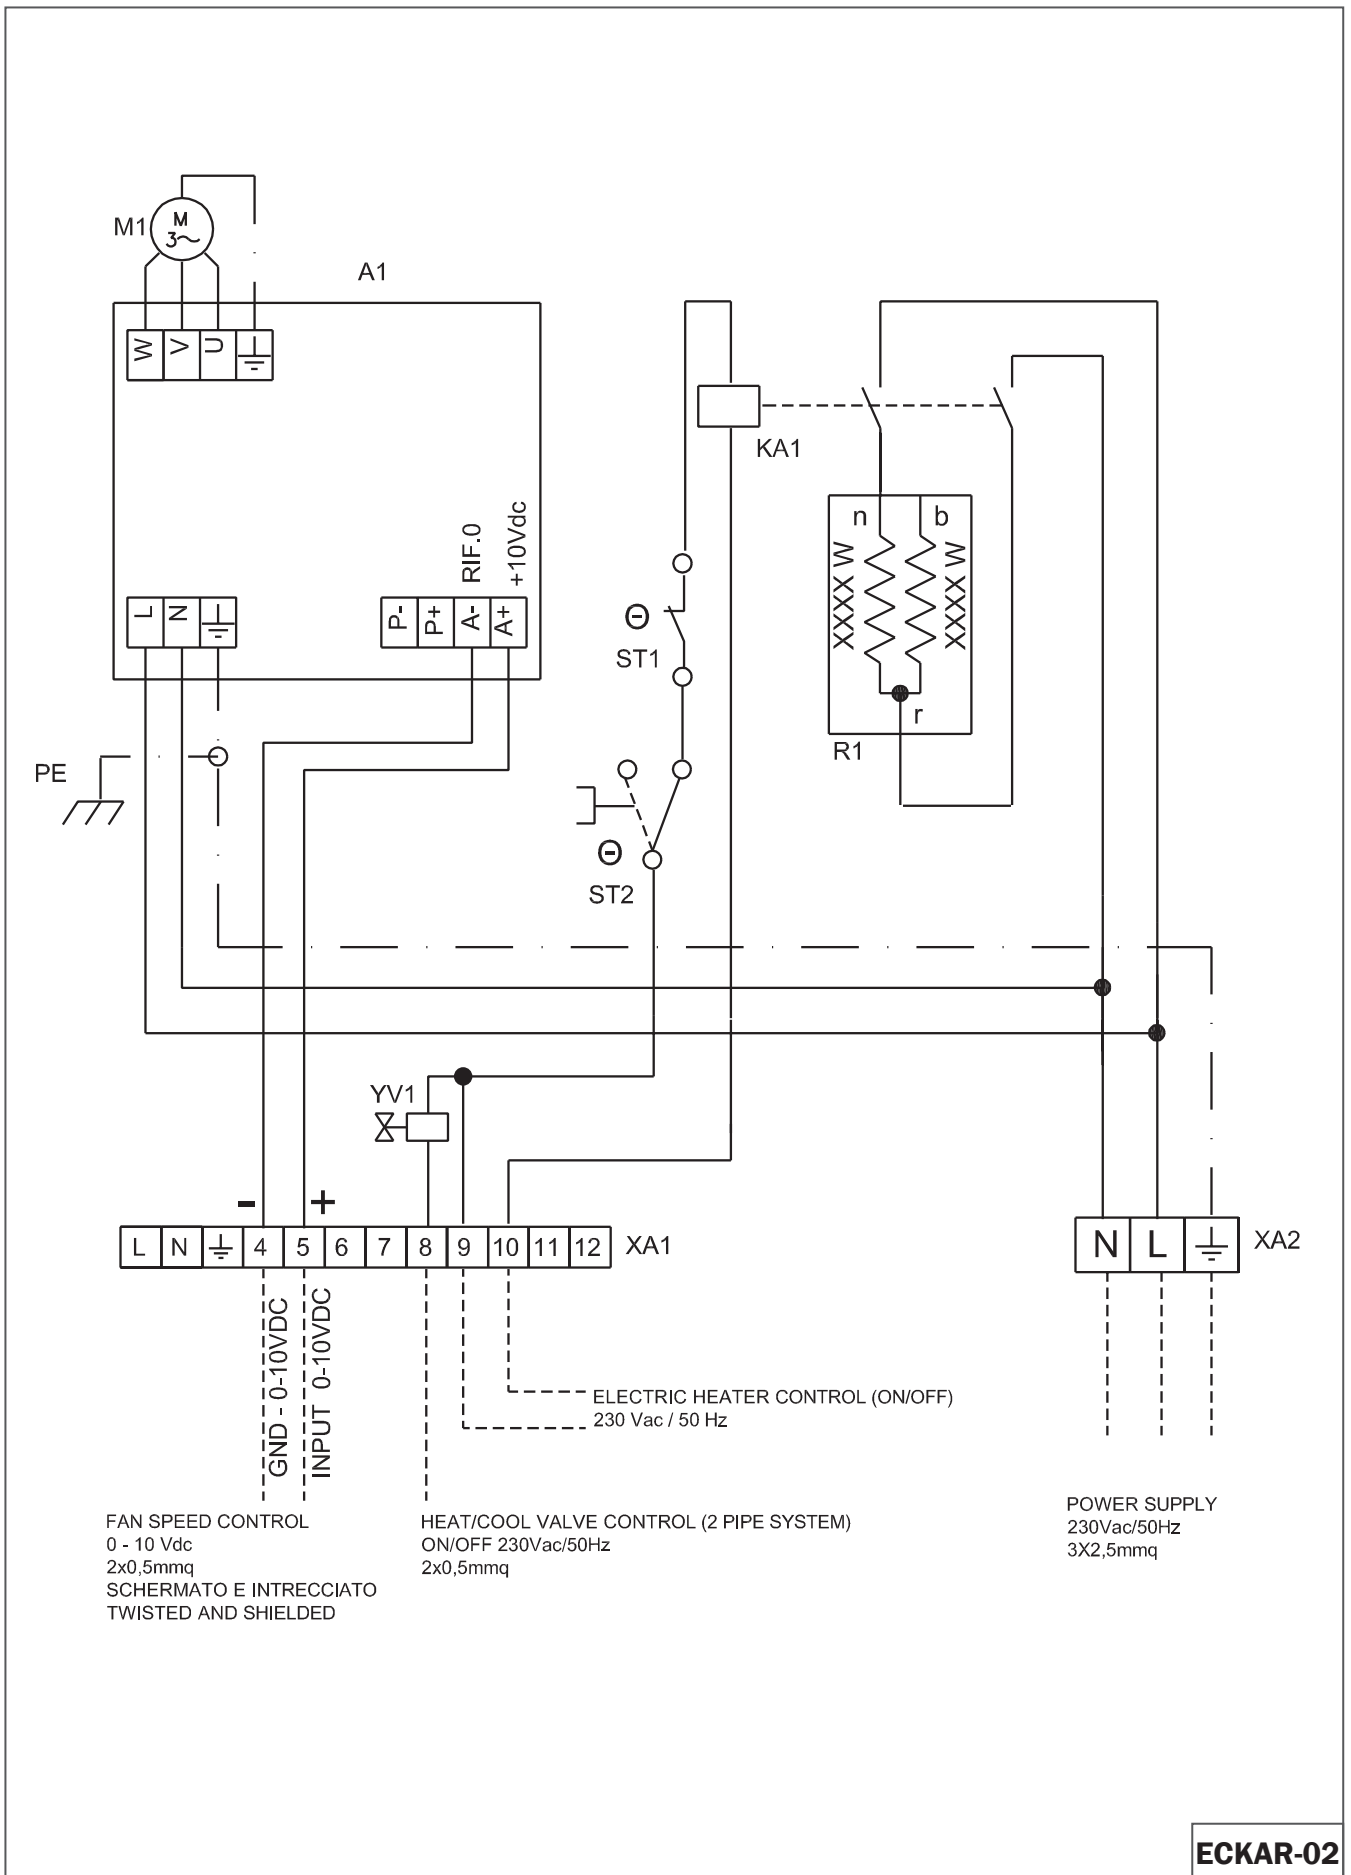 M1
M
3~
A1
W V U
L N
P- P+ A- A+
RIF.0
+10Vdc
PE
KA1
ST1
ST2
n b
XXXX W
XXXX W
r
R1
YV1
- +
L N 4 5 6 7 8 9 10 11 12 XA1
N L XA2
GND - 0-10VDC
INPUT 0-10VDC
ELECTRIC HEATER CONTROL (ON/OFF)
230 Vac / 50 Hz
FAN SPEED CONTROL
0 - 10 Vdc
2x0,5mmq
SCHERMATO E INTRECCIATO
TWISTED AND SHIELDED
HEAT/COOL VALVE CONTROL (2 PIPE SYSTEM)
ON/OFF 230Vac/50Hz
2x0,5mmq
POWER SUPPLY
230Vac/50Hz
3X2,5mmq
ECKAR-02